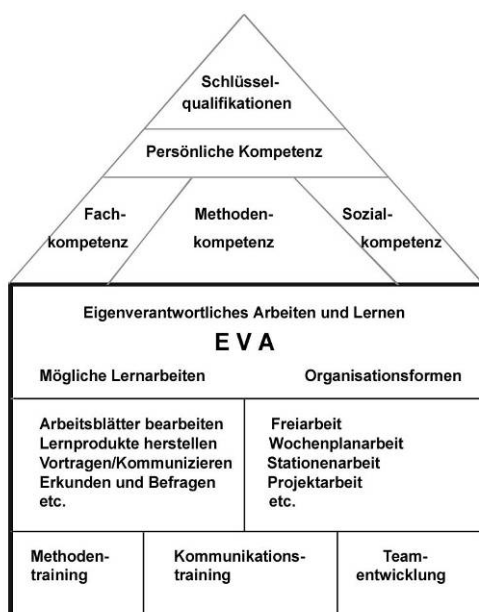 Schlüssel-
qualifikationen
Persönliche Kompetenz
Fach-
kompetenz
Methoden-
kompetenz
Sozial-
kompetenz
Eigenverantwortliches Arbeiten und Lernen
E V A
Mögliche Lernarbeiten
Organisationsformen
Arbeitsblätter bearbeiten
Lernprodukte herstellen
Vortragen/Kommunizieren
Erkunden und Befragen
etc.
Freiarbeit
Wochenplanarbeit
Stationenarbeit
Projektarbeit
etc.
Methoden-
training
Kommunikations-
training
Team-
entwicklung